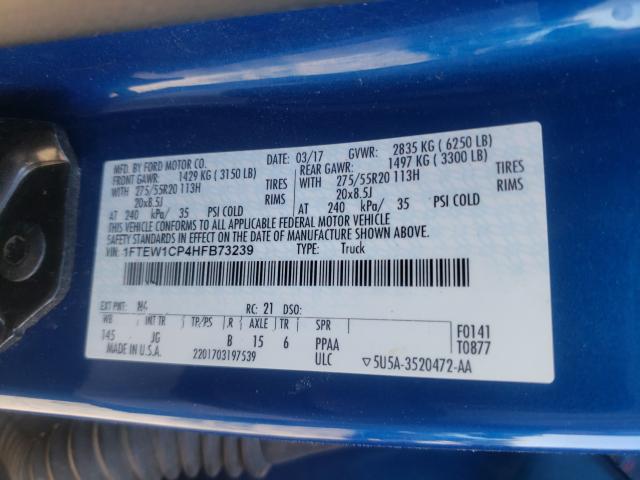 MFD. BY FORD MOTOR CO. DATE: 03/17 GVWR: 2835 KG ( 6250 LB)
FRONT GAWR: 1429 KG ( 3150 LB) REAR GAWR: 1497 KG ( 3300 LB)
WITH 275/55R20 113H TIRES WITH 275/55R20 113H TIRES
20x8.5J RIMS 20x8.5J RIMS
AT 240 kPa/ 35 PSI COLD AT 240 kPa/ 35 PSI COLD
THIS VEHICLE CONFORMS TO ALL APPLICABLE FEDERAL MOTOR VEHICLE
SAFETY STANDARDS IN EFFECT ON THE DATE OF MANUFACTURE SHOWN ABOVE.
VIN: 1FTEW1CP4HFB73239 TYPE: Truck
EXT PNT: RC: 21 DSO:
WB INT TR TP/PS R AXLE TR SPR F0141
145 JG B 15 6 PPAA T0877
MADE IN U.S.A. 2201703197539 ULC ▽5U5A-3520472-AA